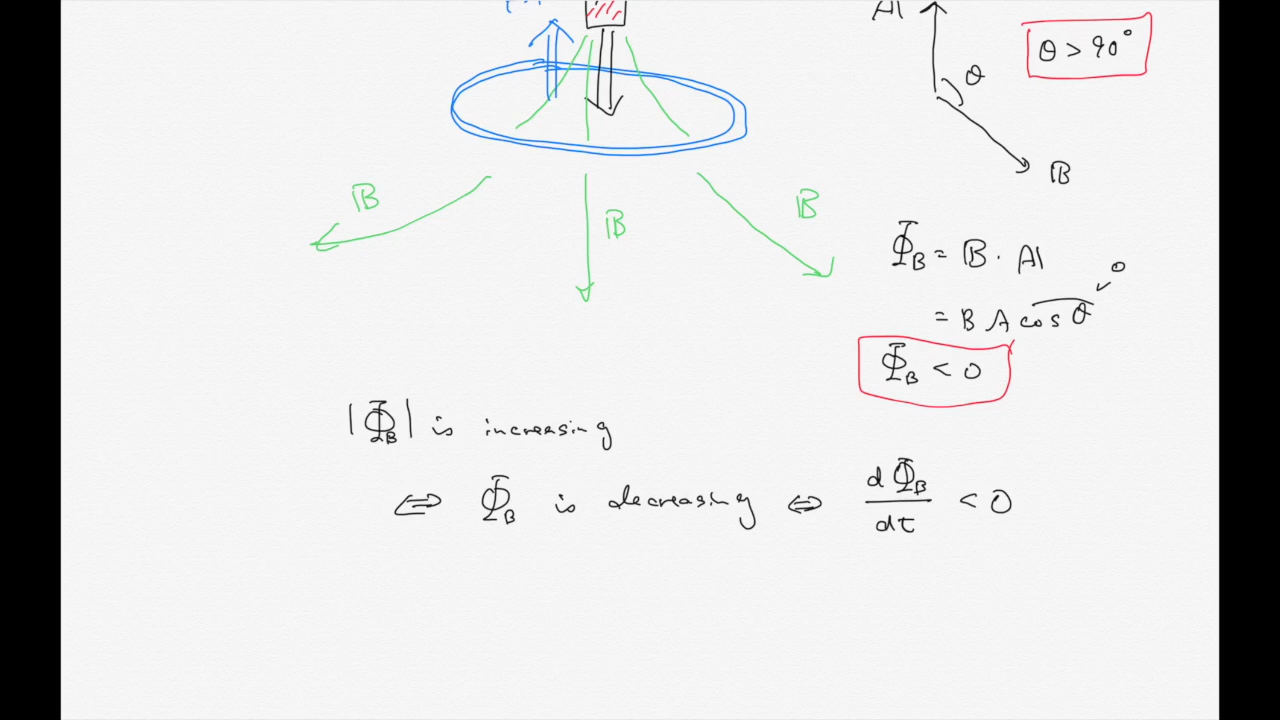 A
θ > 90°
θ
B
B
B
B
Φ_B = B · A
= B A cos θ
Φ_B < 0
|Φ_B| is increasing
⇔ Φ_B is decreasing ⇔ dΦ_B/dt < 0